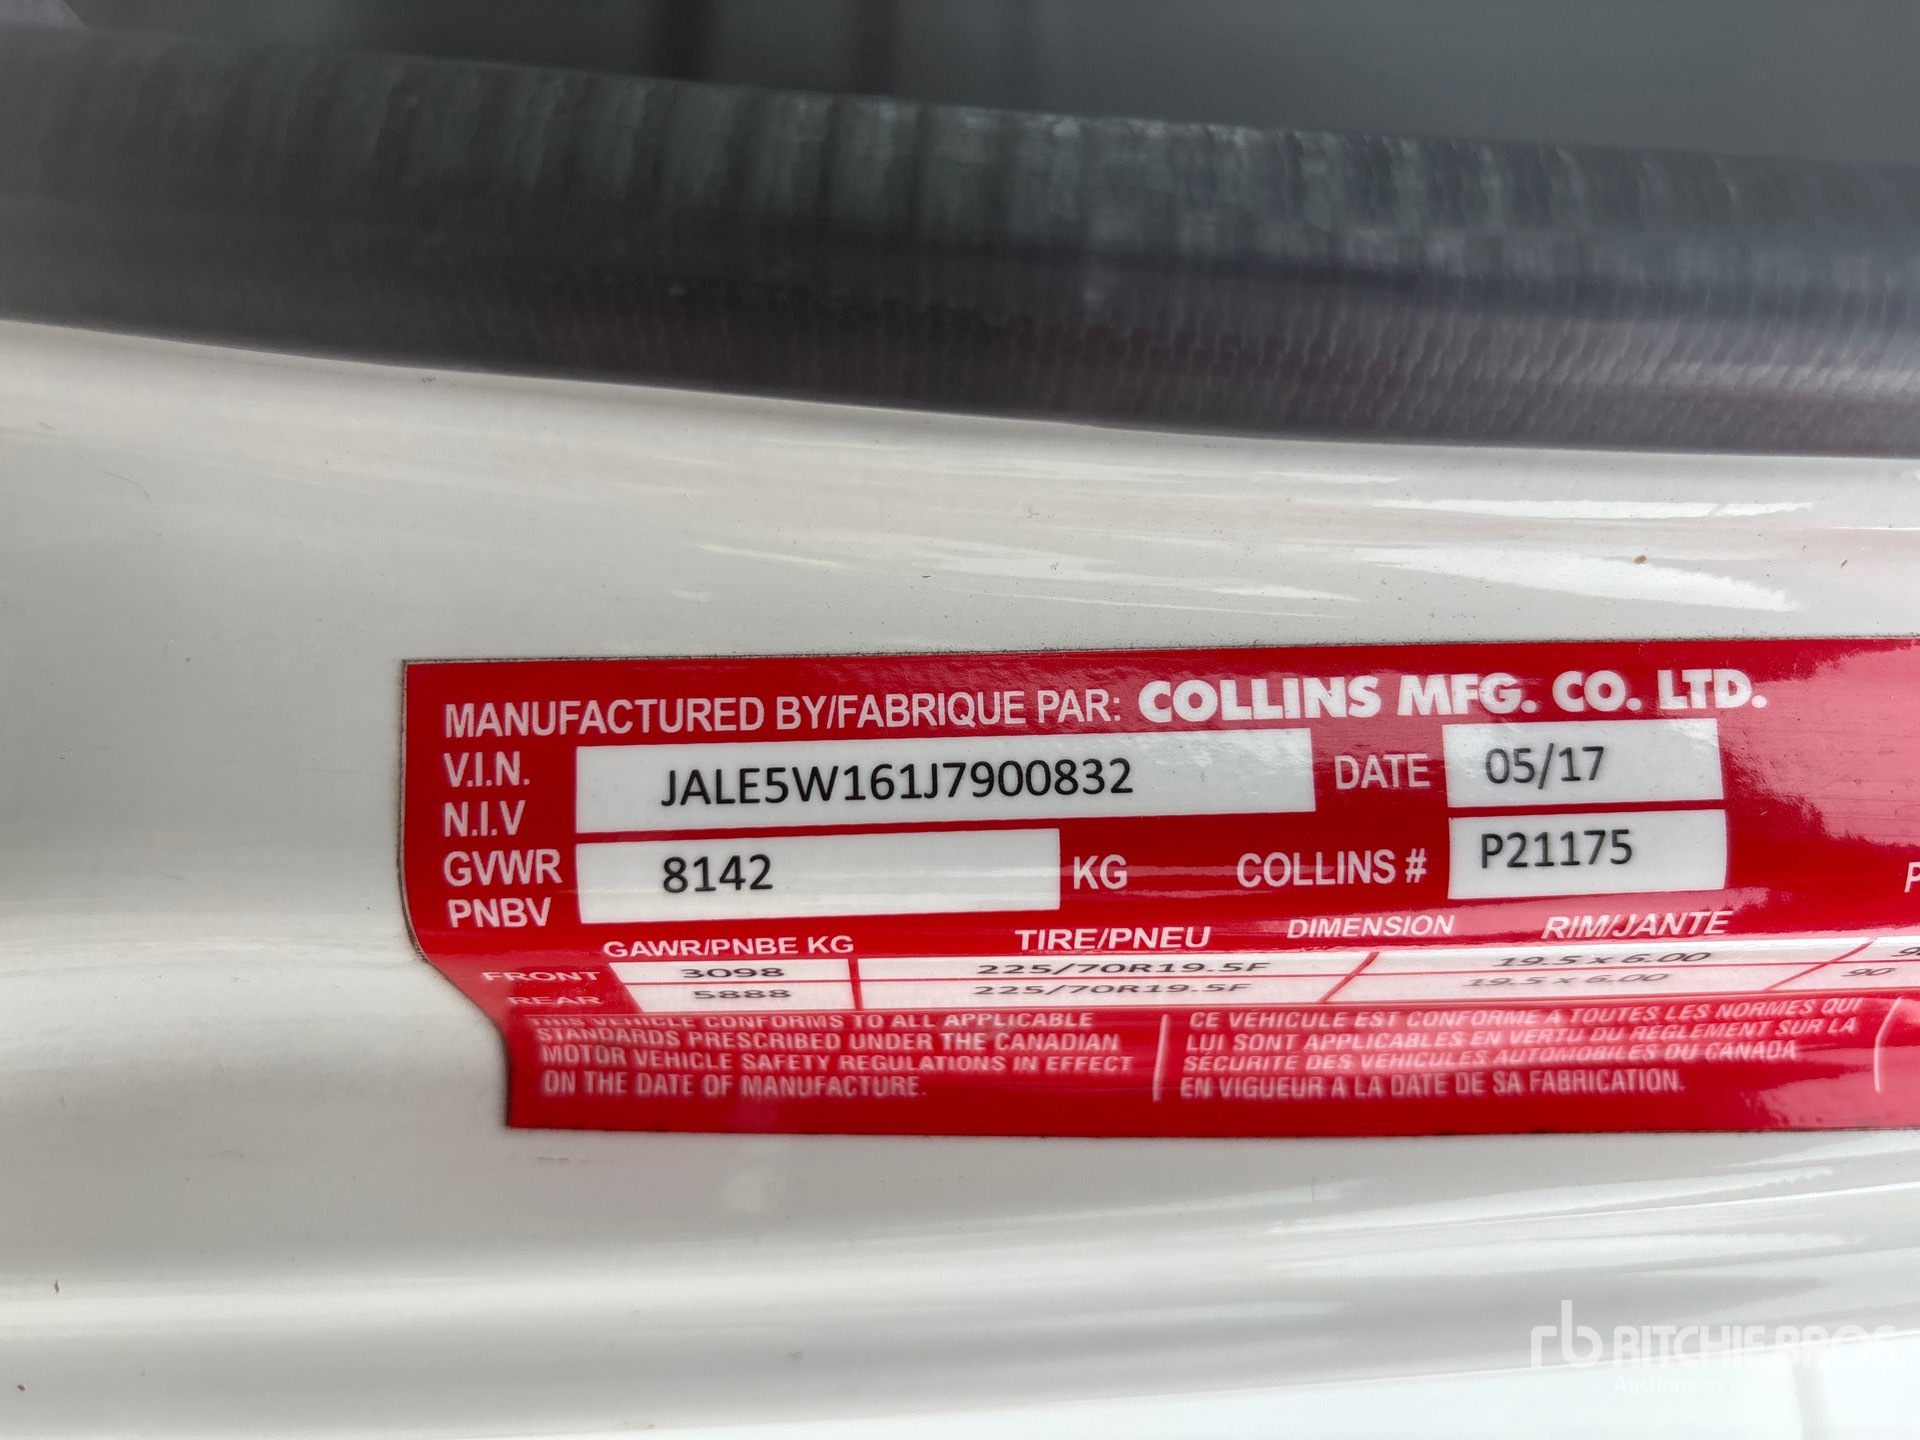 MANUFACTURED BY/FABRIQUE PAR: COLLINS MFG. CO. LTD.
V.I.N. JALE5W161J7900832 DATE 05/17
N.I.V
GVWR 8142 KG COLLINS # P21175
PNBV
GAWR/PNBE KG TIRE/PNEU DIMENSION RIM/JANTE
FRONT 3098 225/70R19.5F 19.5 x 6.00
REAR 5888 225/70R19.5F 19.5 x 6.00 90
THIS VEHICLE CONFORMS TO ALL APPLICABLE
STANDARDS PRESCRIBED UNDER THE CANADIAN
MOTOR VEHICLE SAFETY REGULATIONS IN EFFECT
ON THE DATE OF MANUFACTURE.
CE VEHICULE EST CONFORME A TOUTES LES NORMES QUI
LUI SONT APPLICABLES EN VERTU DU REGLEMENT SUR LA
SECURITE DES VEHICULES AUTOMOBILES DU CANADA
EN VIGUEUR A LA DATE DE SA FABRICATION.
rb RITCHIE BROS.
Auctioneers